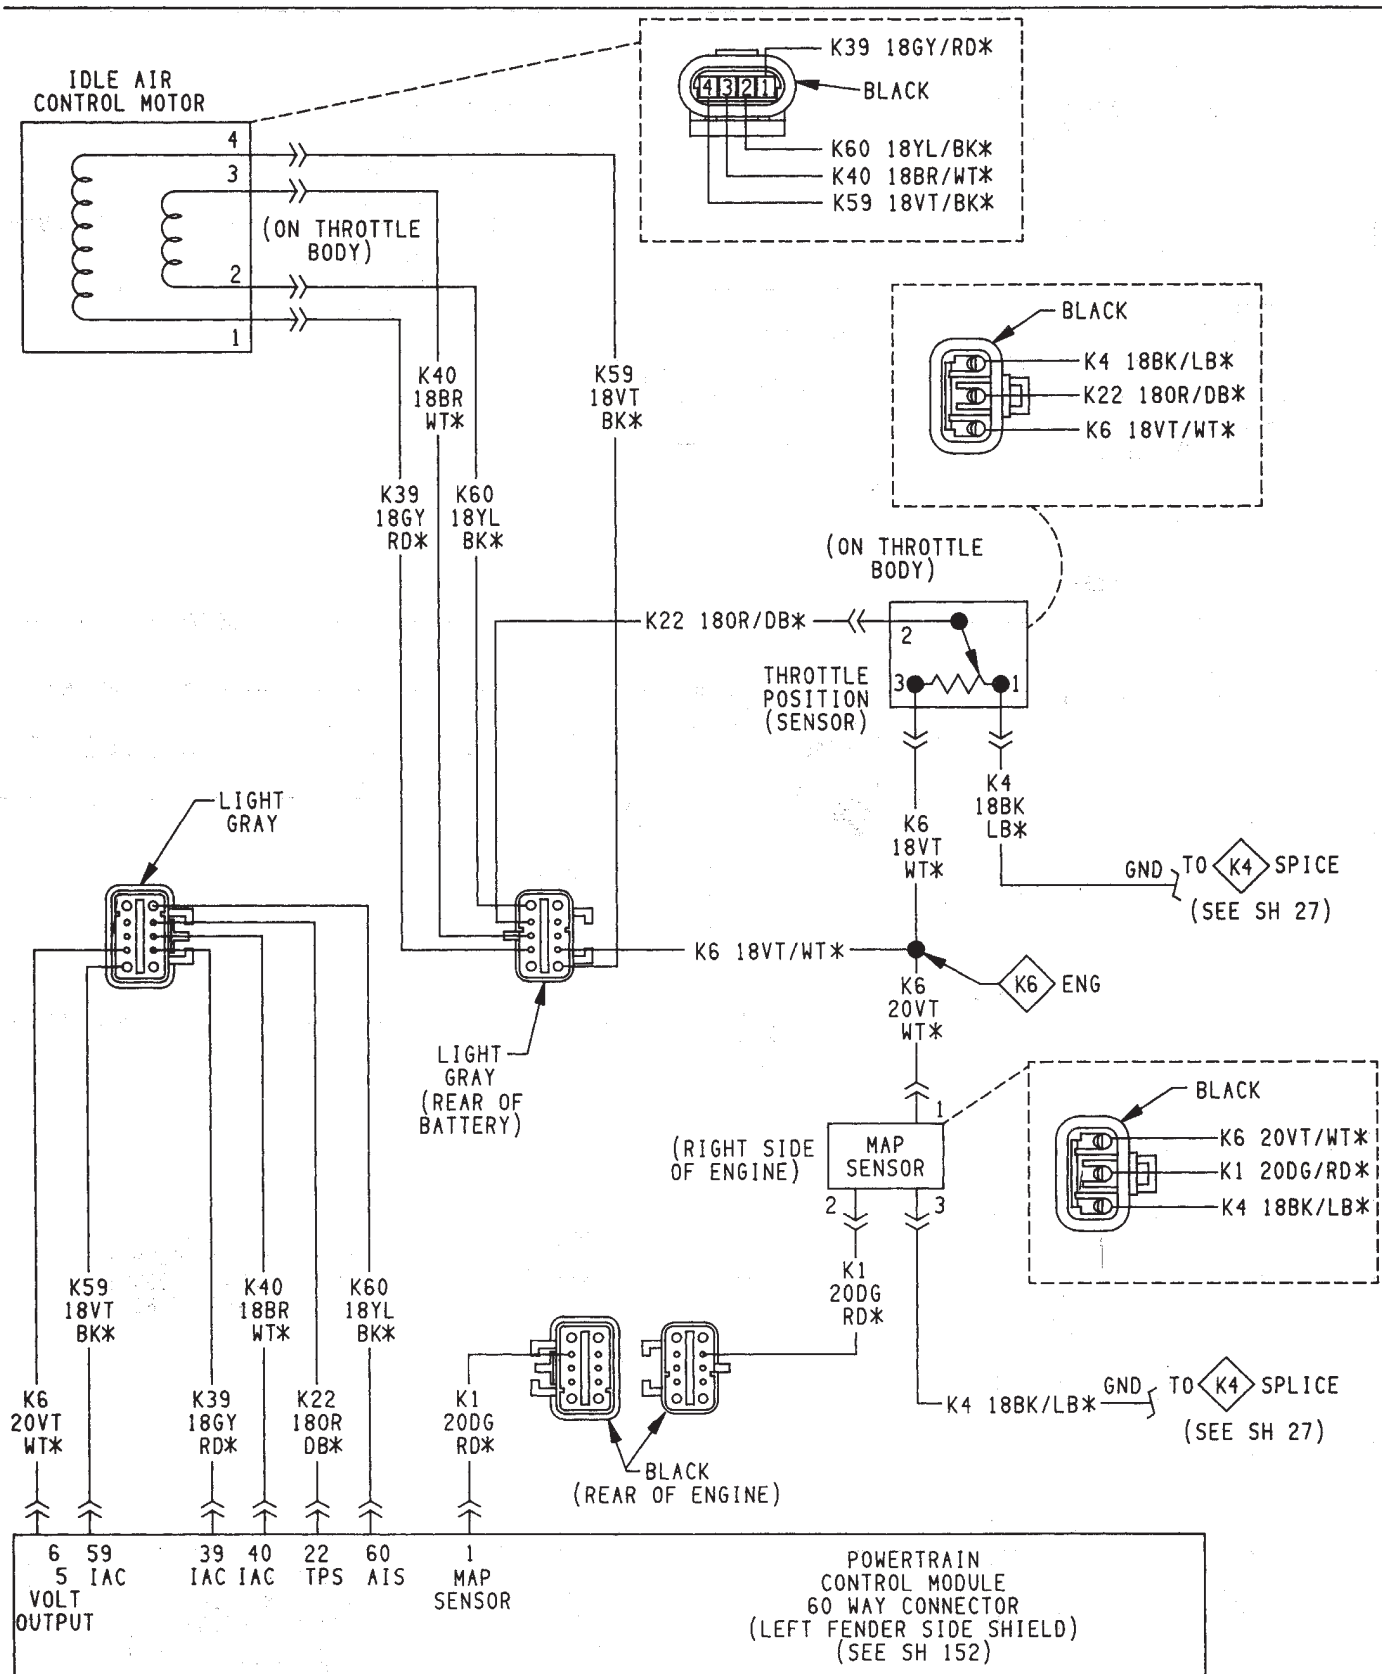 IDLE AIR
CONTROL MOTOR
4
3
2
1
(ON THROTTLE
BODY)
K39 18GY/RD*
4 3 2 1
BLACK
K60 18YL/BK*
K40 18BR/WT*
K59 18VT/BK*
BLACK
K4 18BK/LB*
K22 18OR/DB*
K6 18VT/WT*
K40
18BR
WT*
K59
18VT
BK*
K39
18GY
RD*
K60
18YL
BK*
(ON THROTTLE
BODY)
K22 18OR/DB*
2
3
1
THROTTLE
POSITION
(SENSOR)
K4
18BK
LB*
K6
18VT
WT*
GND TO K4 SPICE
(SEE SH 27)
LIGHT
GRAY
K6 18VT/WT*
K6 ENG
K6
20VT
WT*
LIGHT
GRAY
(REAR OF
BATTERY)
1
(RIGHT SIDE
OF ENGINE)
MAP
SENSOR
2
3
BLACK
K6 20VT/WT*
K1 20DG/RD*
K4 18BK/LB*
K1
20DG
RD*
K59
18VT
BK*
K40
18BR
WT*
K60
18YL
BK*
K6
20VT
WT*
K39
18GY
RD*
K22
18OR
DB*
K1
20DG
RD*
BLACK
(REAR OF ENGINE)
K4 18BK/LB* GND TO K4 SPLICE
(SEE SH 27)
6
5
VOLT
OUTPUT
59
IAC
39
IAC
40
IAC
22
TPS
60
AIS
1
MAP
SENSOR
POWERTRAIN
CONTROL MODULE
60 WAY CONNECTOR
(LEFT FENDER SIDE SHIELD)
(SEE SH 152)